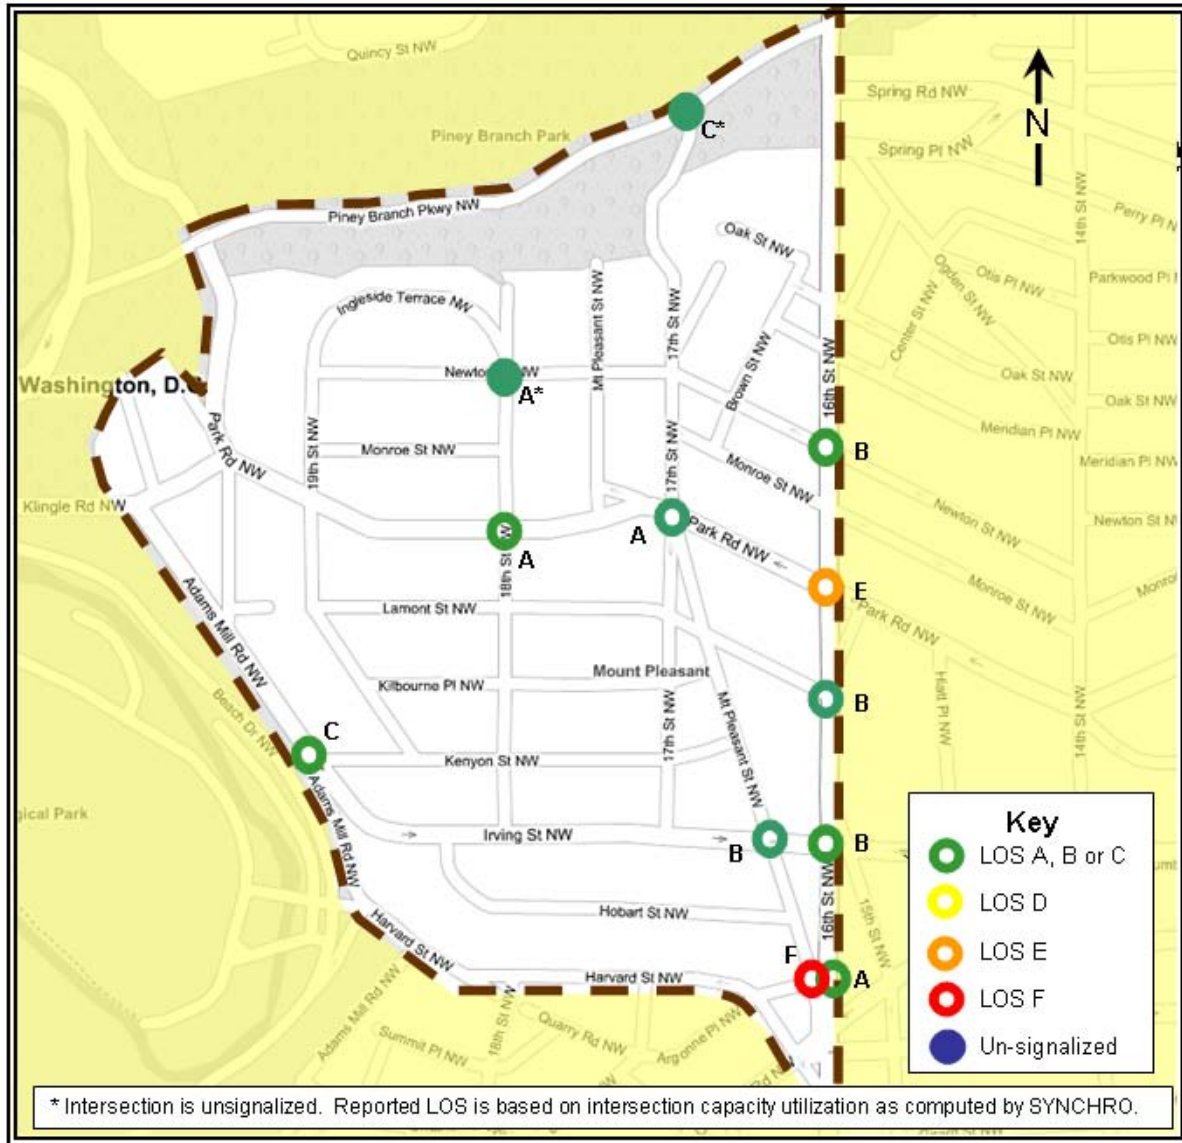 Quincy St NW
Spring Rd NW
N
C*
Piney Branch Park
Spring Pl NW
14th St NW
Piney Branch Pkwy NW
Perry Pl N
Oak St NW
Ogden St NW
Otis Pl NW
Parkwood Pl
Ingleside Terrace NW
Mt Pleasant St NW
17th St NW
16th St NW
Center St NW
Otis Pl NW
Washington, D.C
NW
A*
Brown St NW
Oak St NW
Oak St NW
Park Rd NW
19th St NW
Monroe St NW
17th St NW
B
Meridian Pl NW
Meridian Pl NW
Monroe St NW
Klingle Rd NW
Newton St NW
Newton St N
A
A
Park Rd NW
18th St
E
Adams Mill Rd NW
Lamont St NW
Park Rd NW
Monroe St NW
Monro
Mount Pleasant
Kilbourne Pl NW
Hiatt Pl NW
14th St NW
Beach Dr NW
B
C
17th St NW
Mt Pleasant St NW
Kenyon St NW
gical Park
Adams Mill Rd NW
Irving St NW
B
B
Key
LOS A, B or C
LOS D
LOS E
LOS F
Un-signalized
Hobart St NW
16th St NW
15th St NW
Harvard St NW
Harvard St NW
F
A
Adams Mill Rd NW
18th St NW
Quarry Rd NW
Summit Pl NW
Argonne Pl NW
* Intersection is unsignalized. Reported LOS is based on intersection capacity utilization as computed by SYNCHRO.